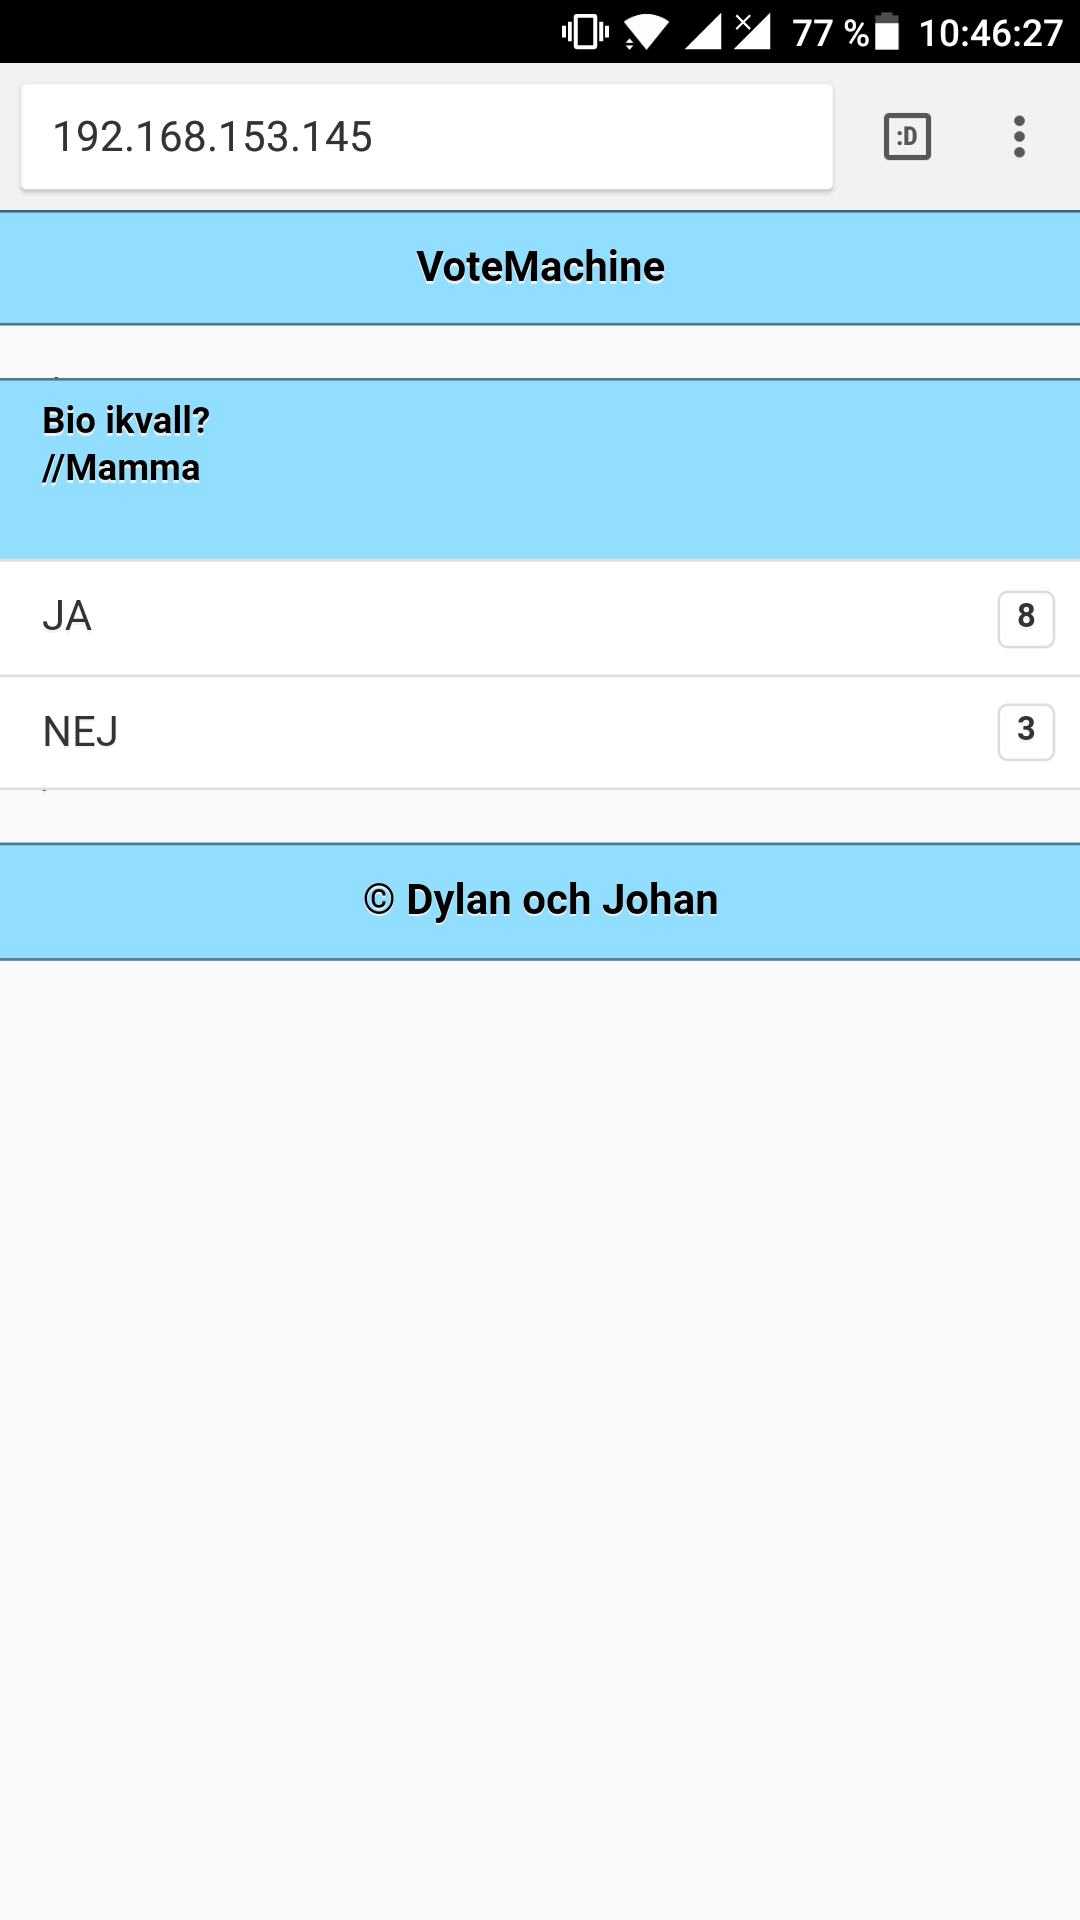 77 % 10:46:27
192.168.153.145 :D
VoteMachine
Bio ikvall?
//Mamma
JA 8
NEJ 3
© Dylan och Johan